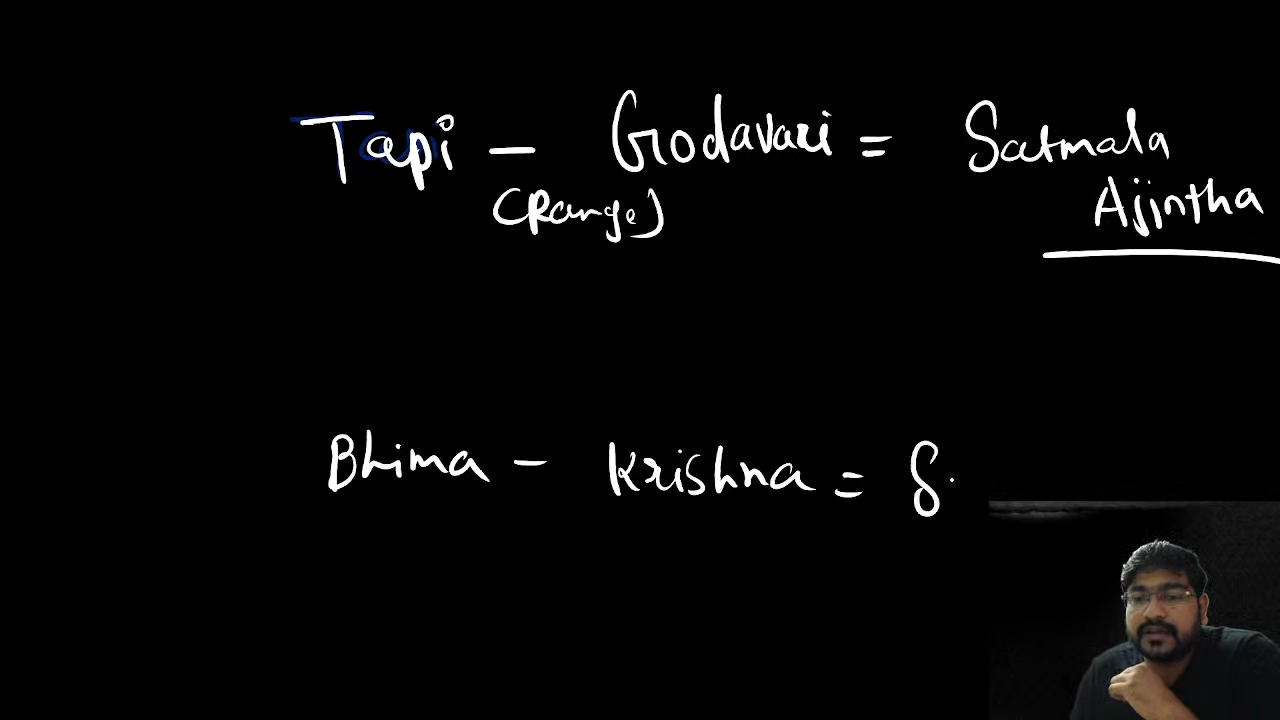 Tapi - Godavari = Satmala
(Range) Ajintha
Bhima - Krishna = S